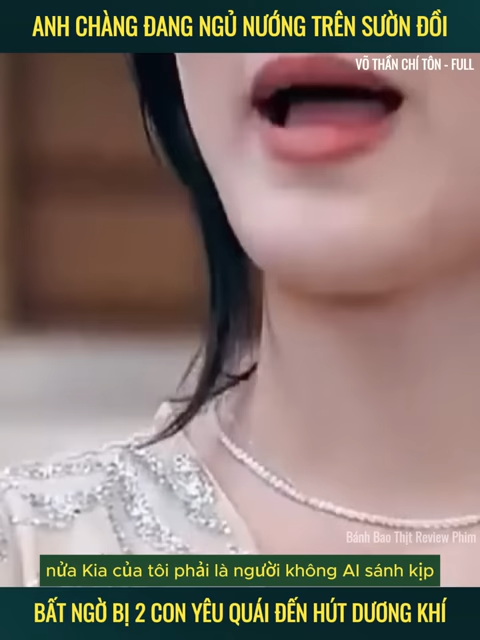 ANH CHÀNG ĐANG NGỦ NƯỚNG TRÊN SƯỜN ĐỒI
VÕ THẦN CHÍ TÔN - FULL
Bánh Bao Thịt Review Phim
nửa Kia của tôi phải là người không AI sánh kịp
BẤT NGỜ BỊ 2 CON YÊU QUÁI ĐẾN HÚT DƯƠNG KHÍ